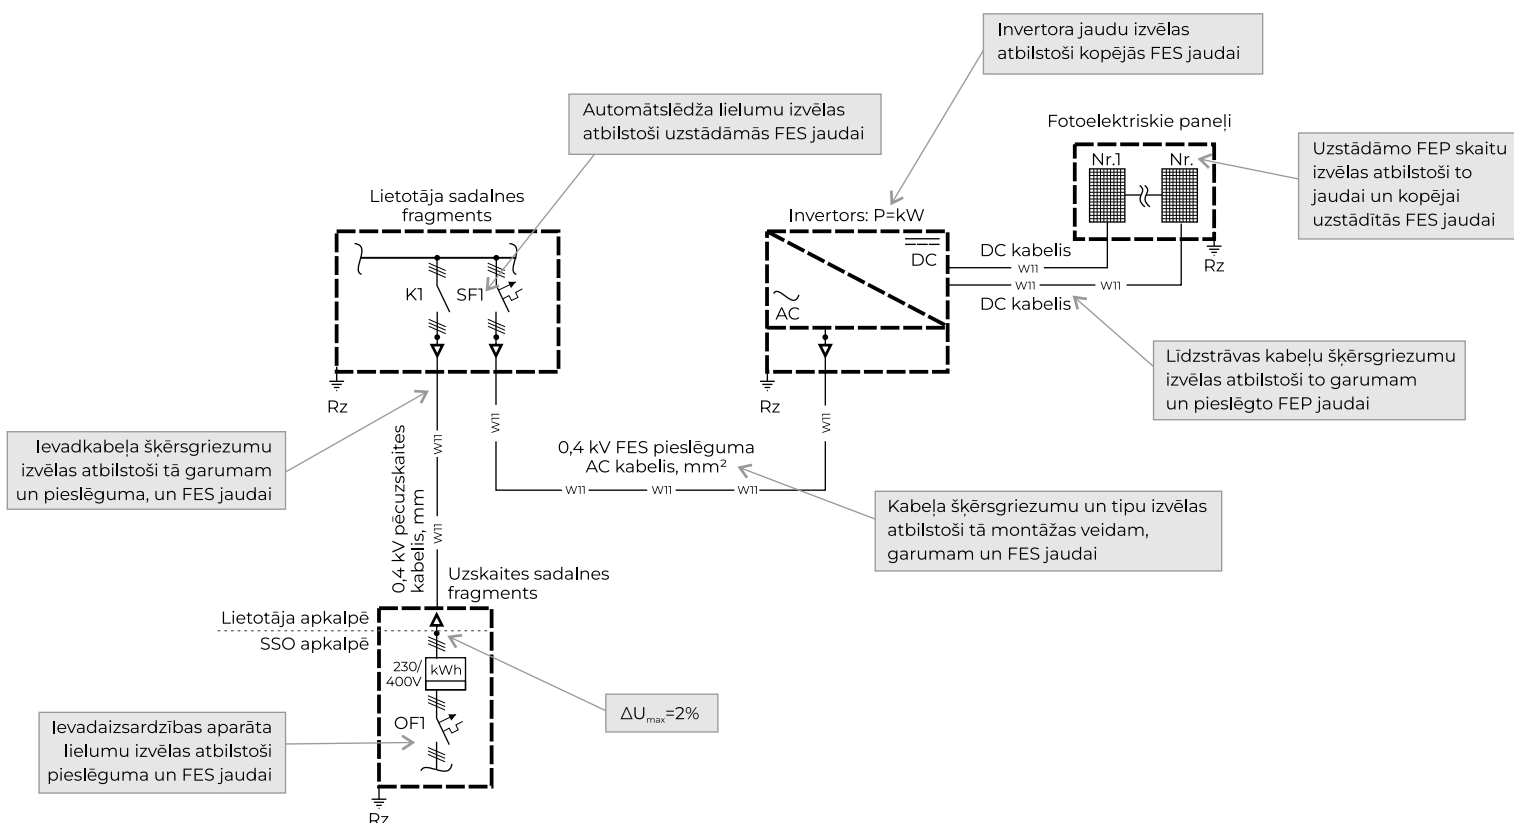 Invertora jaudu izvēlas
atbilstoši kopējās FES jaudai
Automātslēdža lielumu izvēlas
atbilstoši uzstādāmās FES jaudai
Fotoelektriskie paneļi
Nr.1
Nr.
Uzstādāmo FEP skaitu
izvēlas atbilstoši to
jaudai un kopējai
uzstādītās FES jaudai
Rz
Lietotāja sadalnes
fragments
K1
SF1
Rz
Invertors: P=kW
DC
AC
Rz
DC kabelis
W11
W11
W11
DC kabelis
Līdzstrāvas kabeļu šķērsgriezumu
izvēlas atbilstoši to garumam
un pieslēgto FEP jaudai
Ievadkabeļa šķērsgriezumu
izvēlas atbilstoši tā garumam
un pieslēguma, un FES jaudai
W11
W11
W11
0,4 kV pēcuzskaites
kabelis, mm
W11
0,4 kV FES pieslēguma
AC kabelis, mm²
W11
W11
W11
Kabeļa šķērsgriezumu un tipu izvēlas
atbilstoši tā montāžas veidam,
garumam un FES jaudai
Uzskaites sadalnes
fragments
Lietotāja apkalpē
SSO apkalpē
230/
400V
kWh
OF1
Rz
ΔUmax=2%
Ievadaizsardzības aparāta
lielumu izvēlas atbilstoši
pieslēguma un FES jaudai